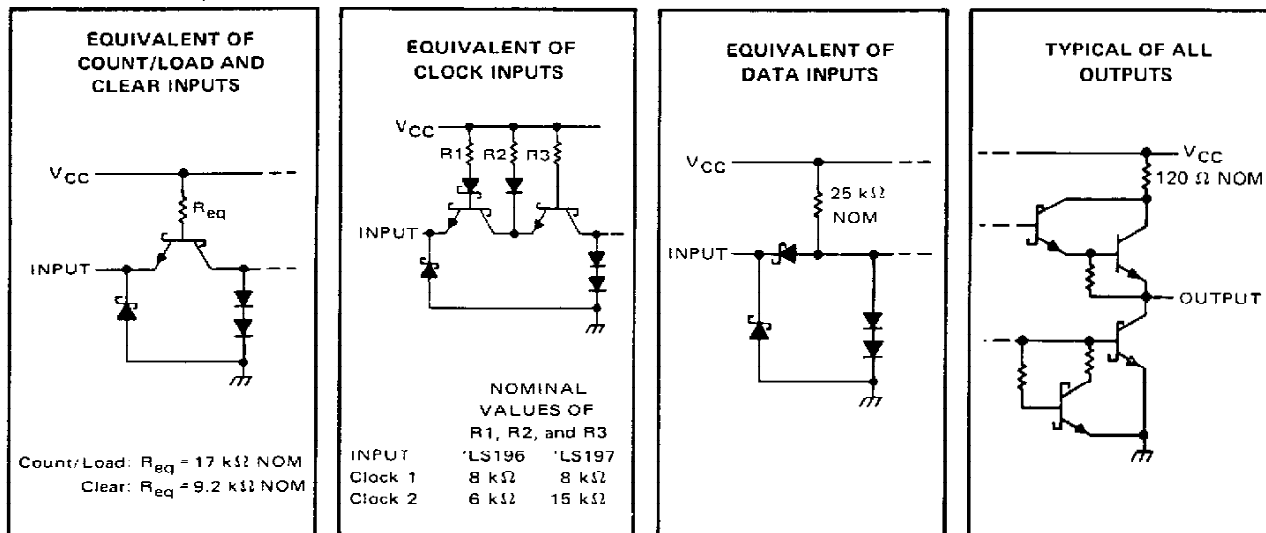 EQUIVALENT OF
COUNT/LOAD AND
CLEAR INPUTS
VCC
Req
INPUT
Count/Load: Req = 17 kΩ NOM
Clear: Req = 9.2 kΩ NOM
EQUIVALENT OF
CLOCK INPUTS
VCC
R1 R2 R3
INPUT
NOMINAL
VALUES OF
R1, R2, and R3
INPUT 'LS196 'LS197
Clock 1 8 kΩ 8 kΩ
Clock 2 6 kΩ 15 kΩ
EQUIVALENT OF
DATA INPUTS
VCC
25 kΩ
NOM
INPUT
TYPICAL OF ALL
OUTPUTS
VCC
120 Ω NOM
OUTPUT